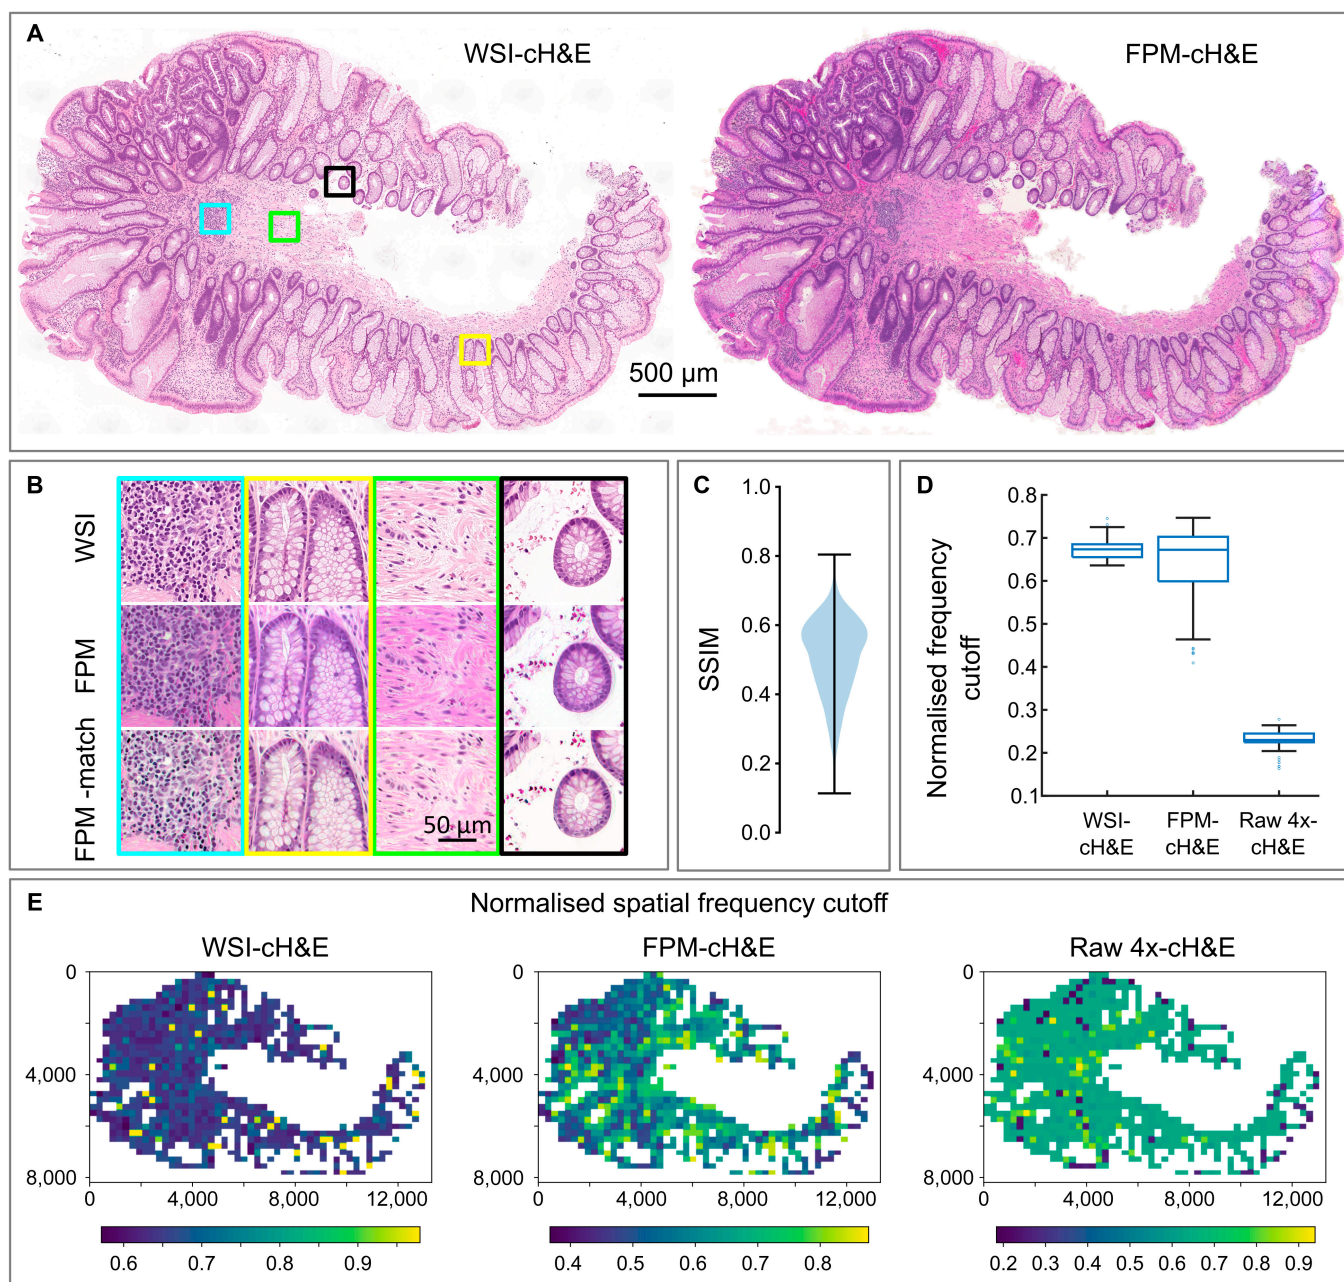 A
WSI-cH&E
FPM-cH&E
500 µm
B
WSI
FPM
FPM -match
50 µm
C
SSIM
1.0
0.8
0.6
0.4
0.2
0.0
D
Normalised frequency
cutoff
0.8
0.7
0.6
0.5
0.4
0.3
0.2
0.1
WSI-
cH&E
FPM-
cH&E
Raw 4x-
cH&E
E
Normalised spatial frequency cutoff
WSI-cH&E
0
4,000
8,000
0 4,000 8,000 12,000
0.6 0.7 0.8 0.9
FPM-cH&E
0
4,000
8,000
0 4,000 8,000 12,000
0.4 0.5 0.6 0.7 0.8
Raw 4x-cH&E
0
4,000
8,000
0 4,000 8,000 12,000
0.2 0.3 0.4 0.5 0.6 0.7 0.8 0.9